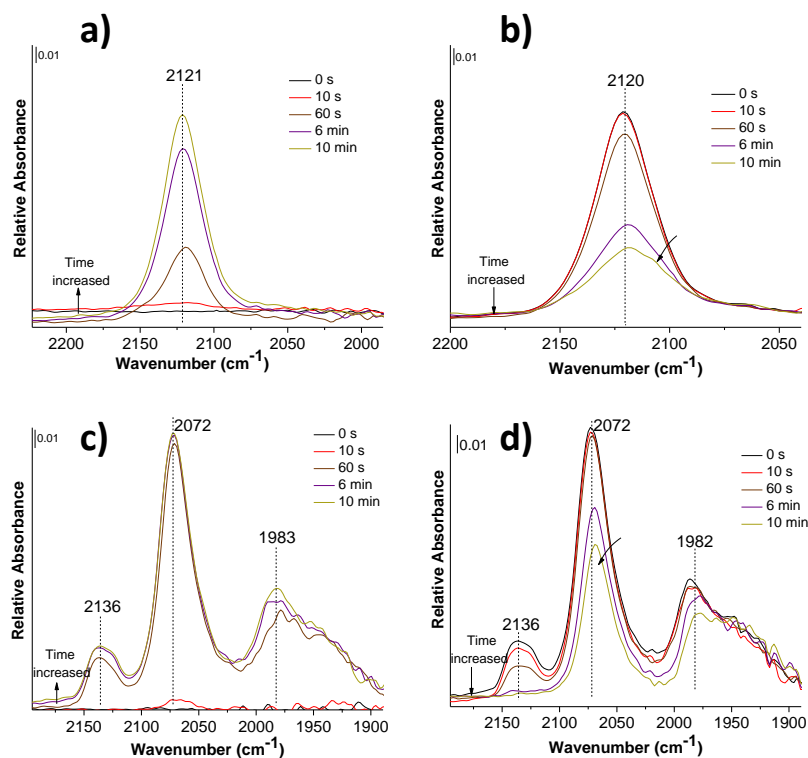 a)
0.01
2121
0 s
10 s
60 s
6 min
10 min
Relative Absorbance
Time
increased
2200
2150
2100
2050
2000
Wavenumber (cm-1)
b)
0.01
2120
0 s
10 s
60 s
6 min
10 min
Relative Absorbance
Time
increased
2200
2150
2100
2050
Wavenumber (cm-1)
c)
0.01
2072
0 s
10 s
60 s
6 min
10 min
1983
2136
Relative Absorbance
Time
increased
2150
2100
2050
2000
1950
1900
Wavenumber (cm-1)
d)
0.01
2072
0 s
10 s
60 s
6 min
10 min
1982
2136
Relative Absorbance
Time
increased
2150
2100
2050
2000
1950
1900
Wavenumber (cm-1)